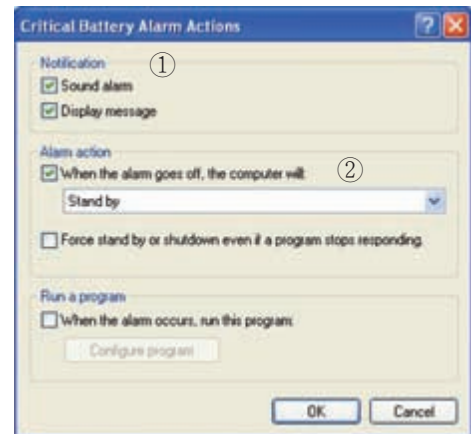 Critical Battery Alarm Actions
Notification
①
Sound alarm
Display message
Alarm action
When the alarm goes off, the computer will:
②
Stand by
Force stand by or shutdown even if a program stops responding.
Run a program
When the alarm occurs, run this program:
Configure program
OK Cancel